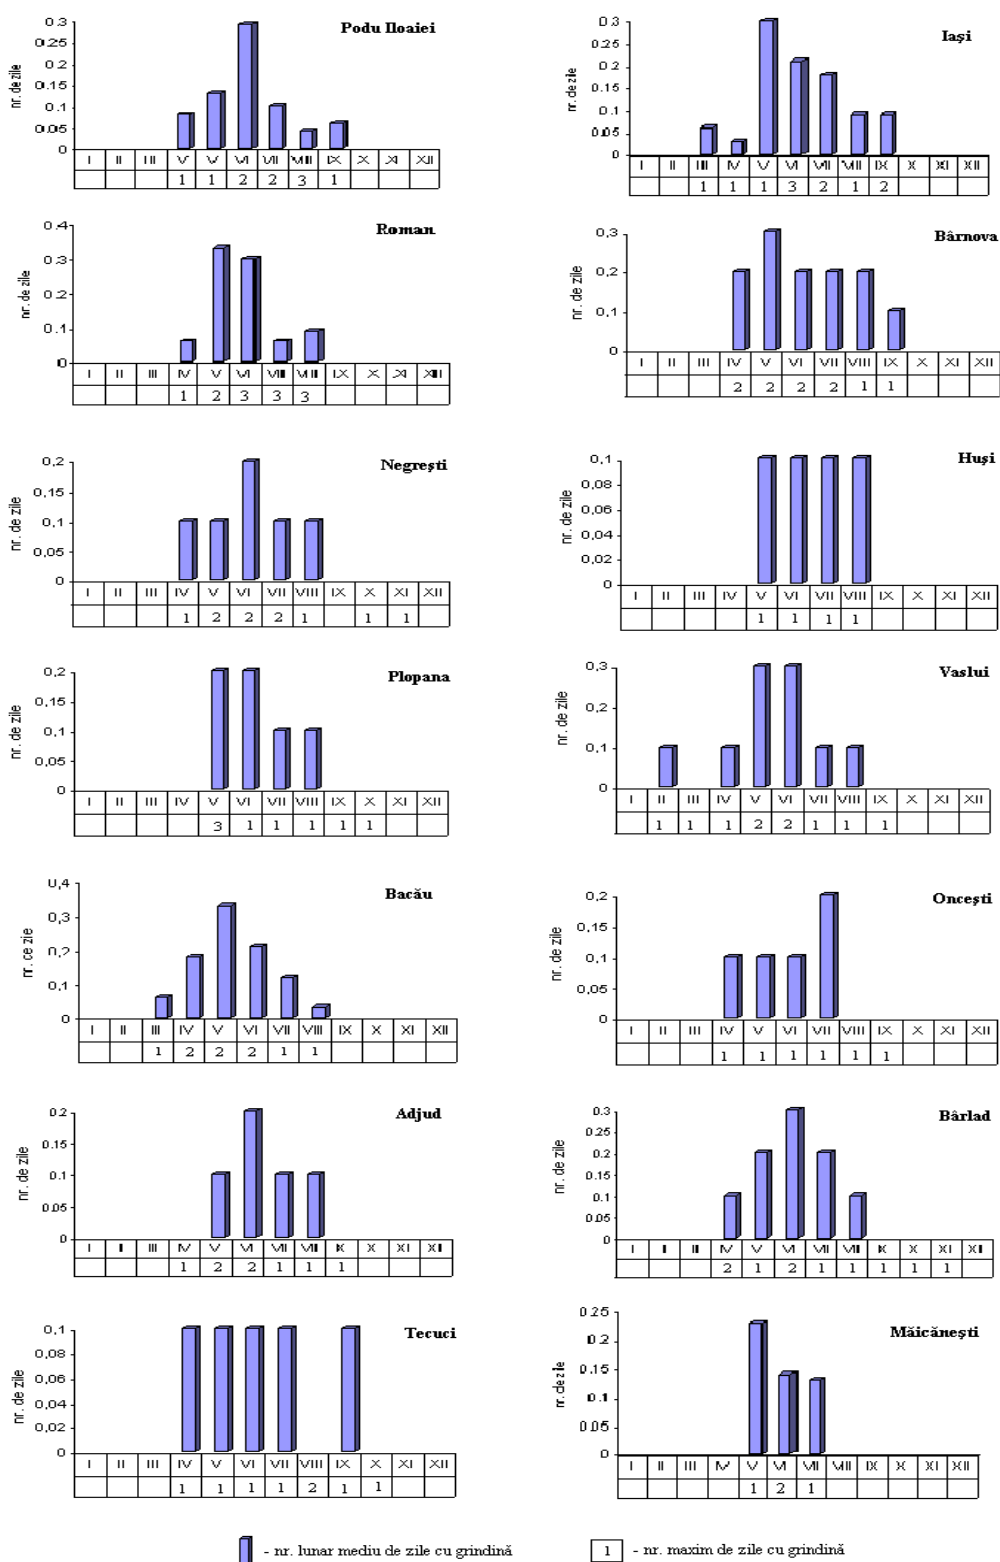 Podu Iloaiei
nr. de zile
0.3
0.25
0.2
0.15
0.1
0.05
0
I II III V V VI VII VIII IX X XI XII
1 1 2 2 3 1
Iaşi
nr. de zile
0.3
0.25
0.2
0.15
0.1
0.05
0
I II III IV V VI VII VIII IX X XI XII
1 1 1 3 2 1 2
Roman
nr. de zile
0.4
0.3
0.2
0.1
0
I II III IV V VI VIII VIII IX X XI XIII
1 2 3 3 3
Bârnova
nr. de zile
0,3
0,2
0,1
0
I II III IV V VI VII VIII IX X XI XII
2 2 2 2 1 1
Negreşti
nr. de zile
0,2
0,15
0,1
0,05
0
I II III IV V VI VII VIII IX X XI XII
1 2 2 2 1 1 1
Huşi
nr. de zile
0,1
0,08
0,06
0,04
0,02
0
I II III IV V VI VII VIII IX X XI XII
1 1 1 1
Plopana
nr. de zile
0,2
0,15
0,1
0,05
0
I II III IV V VI VII VIII IX X XI XII
3 1 1 1 1 1
Vaslui
nr. de zile
0,3
0,2
0,1
0
I II III IV V VI VII VIII IX X XI XII
1 1 1 2 2 1 1 1
Bacău
nr. ce zie
0,4
0,3
0,2
0,1
0
I II III IV V VI VII VIII IX X XI XII
1 2 2 2 1 1
Onceşti
nr. de zile
0,2
0,15
0,1
0,05
0
I II III IV V VI VII VIII IX X XI XII
1 1 1 1 1 1
Adjud
nr. de zile
0.2
0.15
0.1
0.05
0
I II III IV V VI VII VIII IX X XI XII
1 2 2 1 1 1
Bârlad
nr. de zile
0.3
0.25
0.2
0.15
0.1
0.05
0
I II III IV V VI VII VIII IX X XI XII
2 1 2 1 1 1 1 1
Tecuci
nr. de zile
0,1
0,08
0,06
0,04
0,02
0
I II III IV V VI VII VIII IX X XI XII
1 1 1 1 2 1 1
Măicăneşti
nr. de zile
0.25
0.2
0.15
0.1
0.05
0
I II III IV V VI VII VIII IX X XI XII
1 2 1
- nr. lunar mediu de zile cu grindină
1 - nr. maxim de zile cu grindină